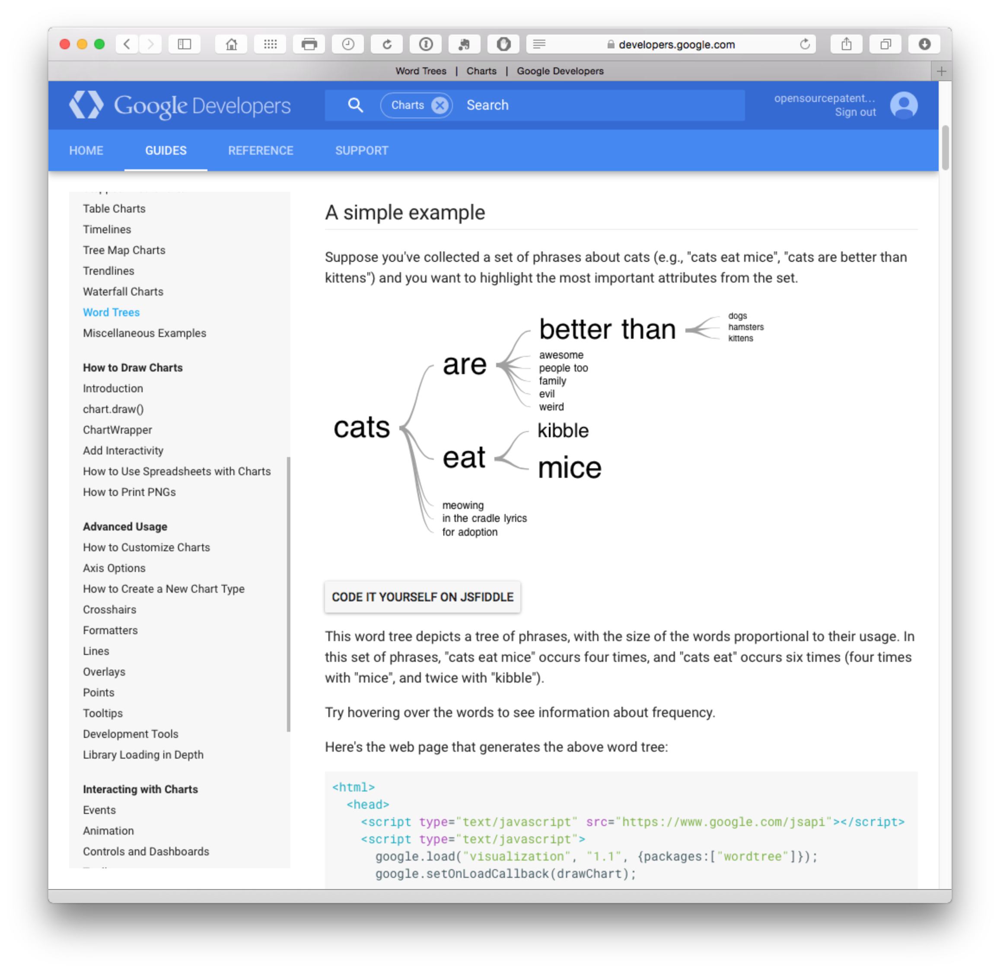 developers.google.com
Word Trees | Charts | Google Developers
Google Developers
Charts
Search
opensourcepatent...
Sign out
HOME
GUIDES
REFERENCE
SUPPORT
Table Charts
Timelines
Tree Map Charts
Trendlines
Waterfall Charts
Word Trees
Miscellaneous Examples
How to Draw Charts
Introduction
chart.draw()
ChartWrapper
Add Interactivity
How to Use Spreadsheets with Charts
How to Print PNGs
Advanced Usage
How to Customize Charts
Axis Options
How to Create a New Chart Type
Crosshairs
Formatters
Lines
Overlays
Points
Tooltips
Development Tools
Library Loading in Depth
Interacting with Charts
Events
Animation
Controls and Dashboards
A simple example
Suppose you've collected a set of phrases about cats (e.g., "cats eat mice", "cats are better than
kittens") and you want to highlight the most important attributes from the set.
cats
are
better than
dogs
hamsters
kittens
awesome
people too
family
evil
weird
eat
kibble
mice
meowing
in the cradle lyrics
for adoption
CODE IT YOURSELF ON JSFIDDLE
This word tree depicts a tree of phrases, with the size of the words proportional to their usage. In
this set of phrases, "cats eat mice" occurs four times, and "cats eat" occurs six times (four times
with "mice", and twice with "kibble").
Try hovering over the words to see information about frequency.
Here's the web page that generates the above word tree:
<html>
<head>
<script type="text/javascript" src="https://www.google.com/jsapi"></script>
<script type="text/javascript">
google.load("visualization", "1.1", {packages:["wordtree"]});
google.setOnLoadCallback(drawChart);